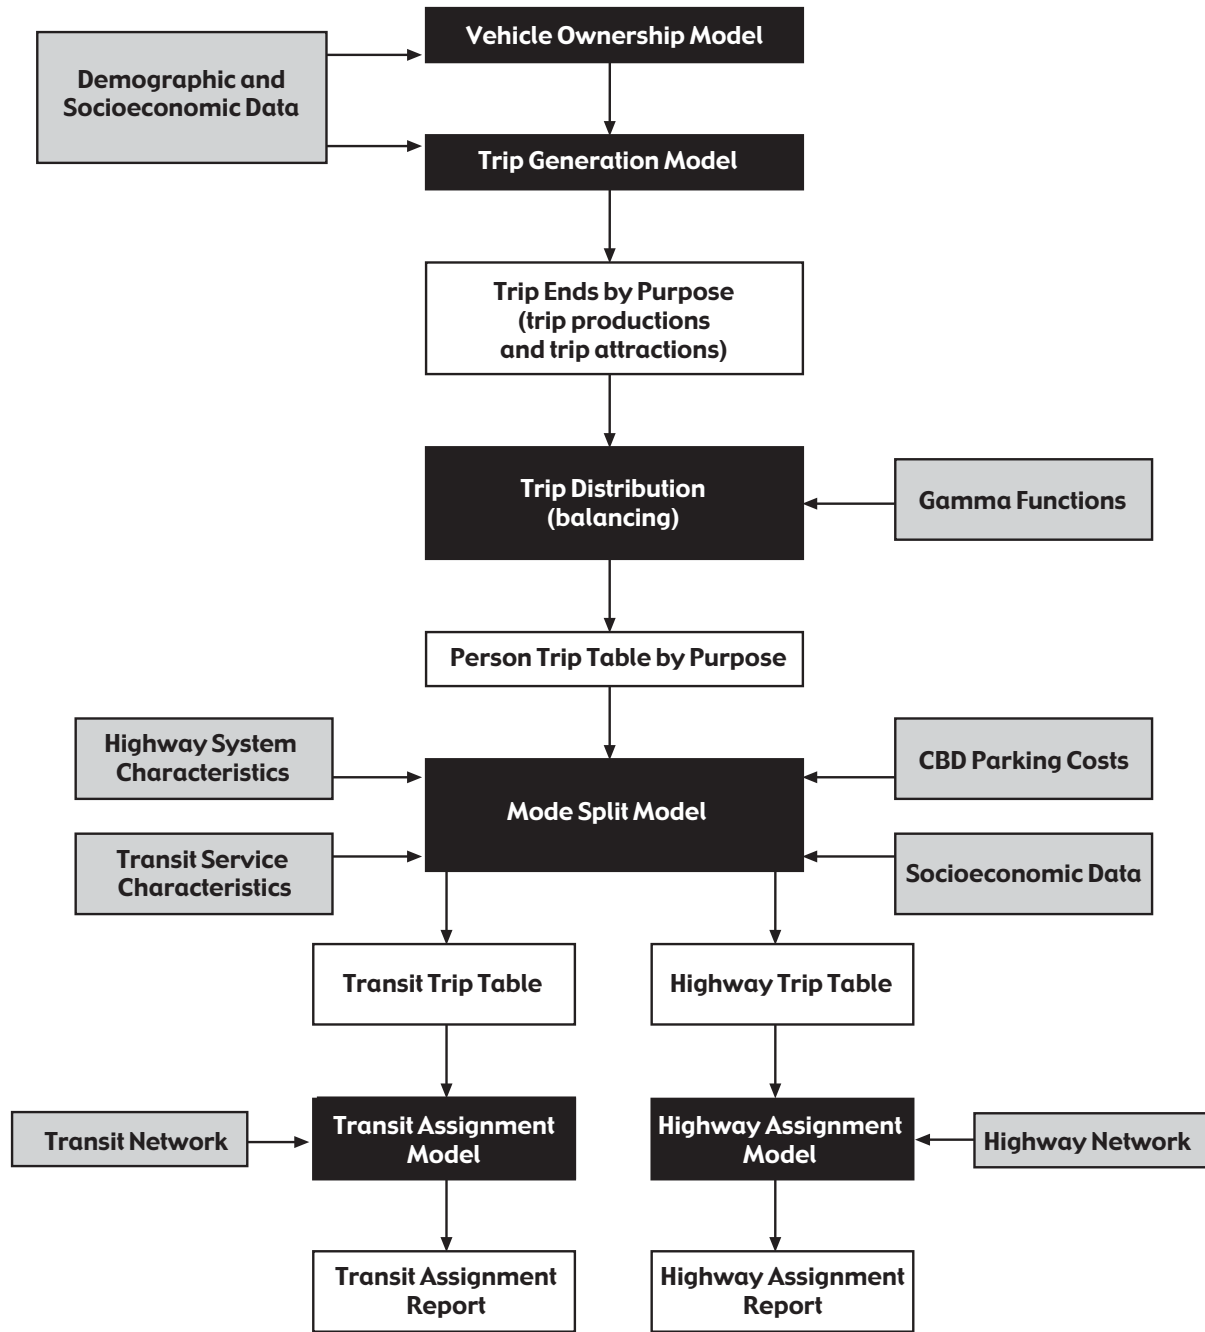 Vehicle Ownership Model
Demographic and
Socioeconomic Data
Trip Generation Model
Trip Ends by Purpose
(trip productions
and trip attractions)
Trip Distribution
(balancing)
Gamma Functions
Person Trip Table by Purpose
Highway System
Characteristics
CBD Parking Costs
Mode Split Model
Transit Service
Characteristics
Socioeconomic Data
Transit Trip Table
Highway Trip Table
Transit Network
Transit Assignment
Model
Highway Assignment
Model
Highway Network
Transit Assignment
Report
Highway Assignment
Report